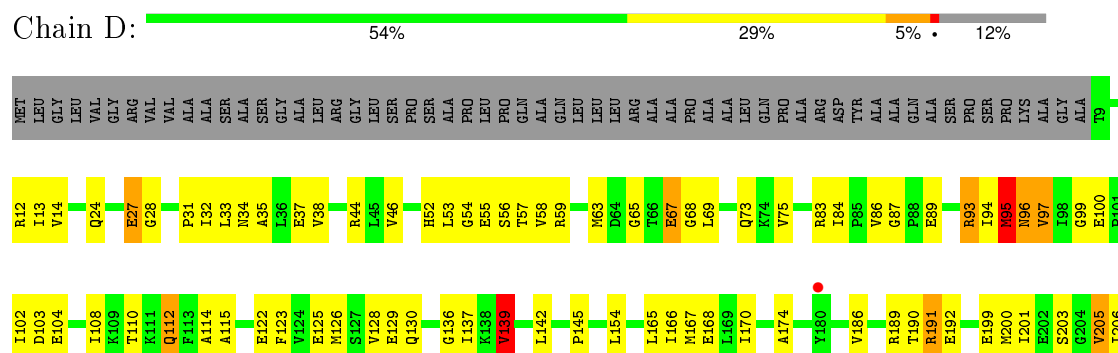 Chain D:
54% 29% 5% • 12%
MET LEU GLY LEU LEU VAL GLY ARG VAL VAL ALA ALA SER ALA ALA SER GLY ALA LEU ARG GLY LEU LEU SER PRO SER ALA PRO LEU PRO GLN ALA GLN LEU LEU LEU ARG ALA ALA PRO ALA ALA LEU GLN PRO ALA ARG ASP TYR ALA ALA GLN ALA SER PRO SER PRO LYS ALA GLY ALA T9
R12 I13 V14 Q24 E27 G28 P31 I32 L33 N34 A35 L36 E37 V38 R44 L45 V46 H52 L53 G54 E55 S56 T57 V58 R59 M63 D64 G65 T66 E67 G68 L69 Q73 K74 V75 R83 I84 P85 V86 G87 P88 E89 R93 I94 M95 N96 V97 I98 G99 E100 P101
I102 D103 E104 I108 K109 T110 K111 Q112 F113 A114 A115 E122 F123 V124 E125 M126 S127 V128 E129 Q130 G136 I137 K138 V139 L142 P145 L154 L165 I166 M167 E168 L169 I170 A174 Y180 V186 R189 T190 R191 E192 E199 M200 I201 E202 S203 G204 V205